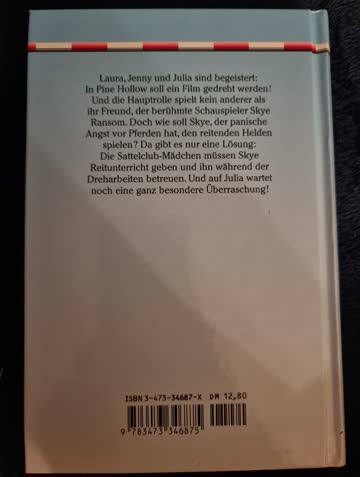 Laura, Jenny und Julia sind begeistert:
In Pine Hollow soll ein Film gedreht werden!
Und die Hauptrolle spielt kein anderer als
ihr Freund, der berühmte Schauspieler Skye
Ransom. Doch wie soll Skye, der panische
Angst vor Pferden hat, den reitenden Helden
spielen? Da gibt es nur eine Lösung:
Die Sattelclub-Mädchen müssen Skye
Reitunterricht geben und ihn während der
Dreharbeiten betreuen. Und auf Julia wartet
noch eine ganz besondere Überraschung!
ISBN 3-473-34687-X DM 12,80
9 783473 346875